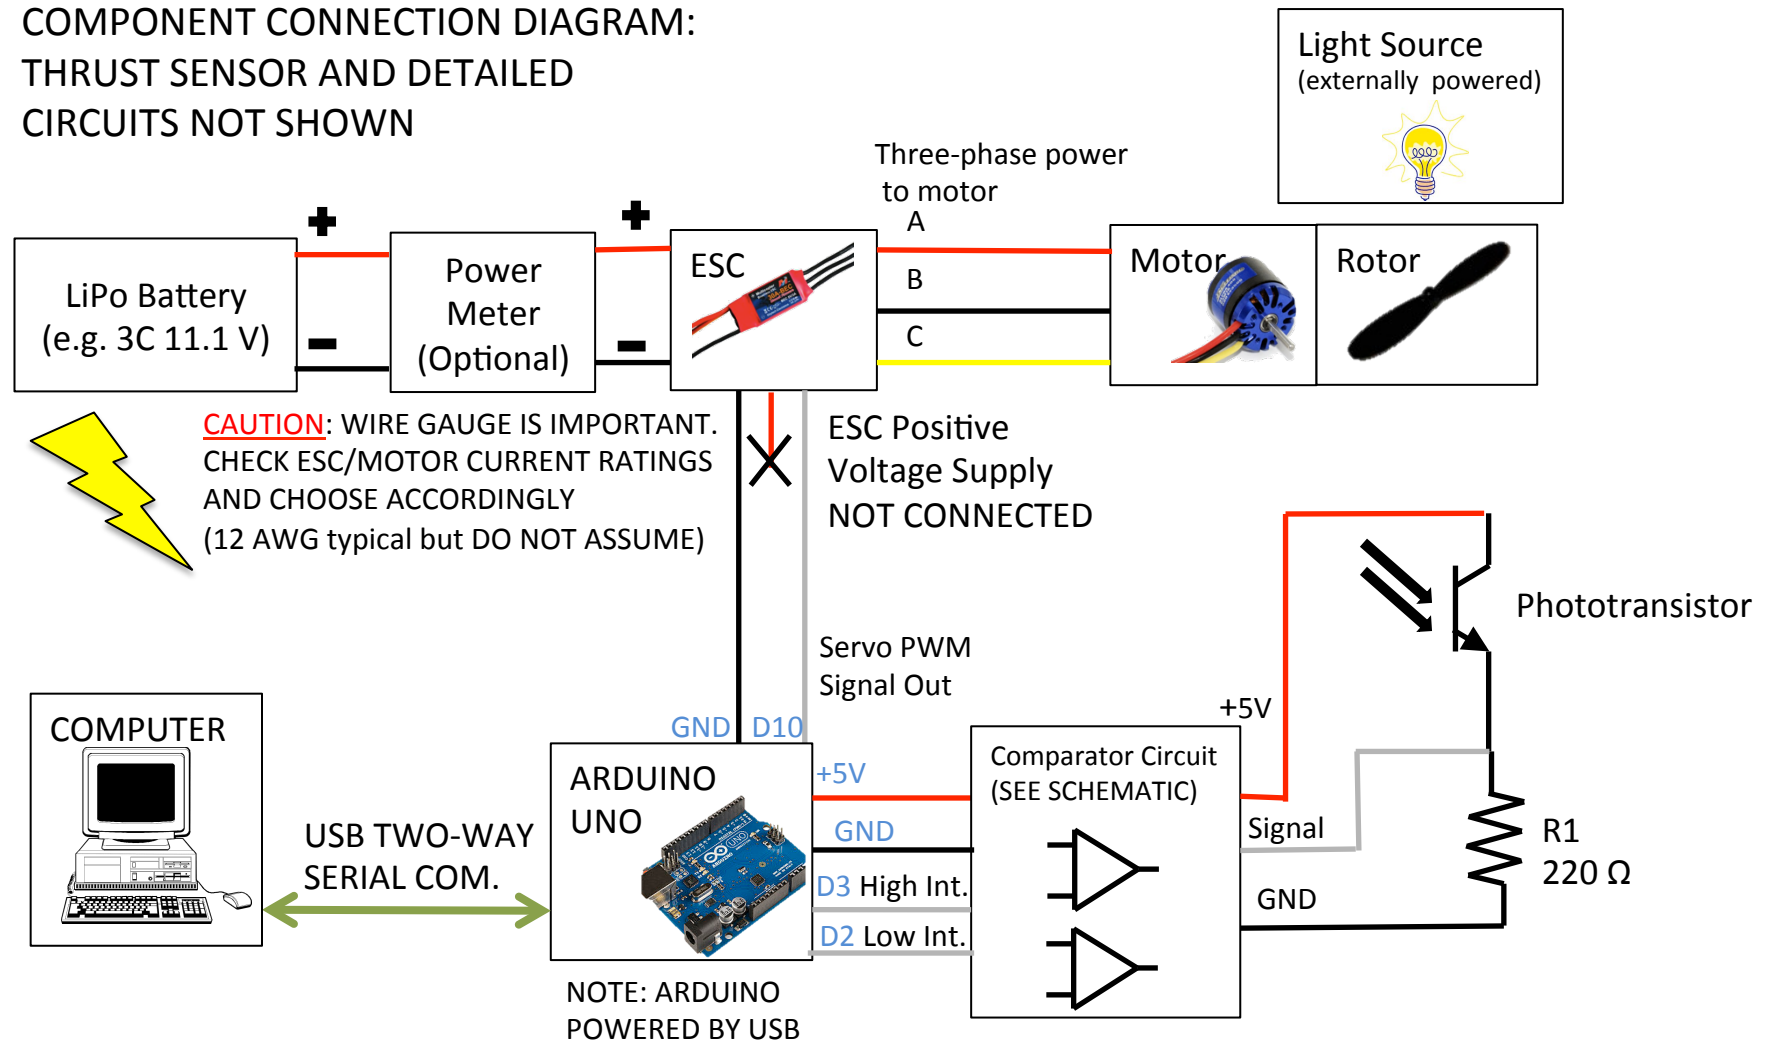 COMPONENT CONNECTION DIAGRAM:
THRUST SENSOR AND DETAILED
CIRCUITS NOT SHOWN
Light Source
(externally powered)
Three-phase power
to motor
A
B
C
+
+
-
-
LiPo Battery
(e.g. 3C 11.1 V)
Power
Meter
(Optional)
ESC
Motor
Rotor
CAUTION: WIRE GAUGE IS IMPORTANT.
CHECK ESC/MOTOR CURRENT RATINGS
AND CHOOSE ACCORDINGLY
(12 AWG typical but DO NOT ASSUME)
ESC Positive
Voltage Supply
NOT CONNECTED
Phototransistor
Servo PWM
Signal Out
GND D10
COMPUTER
USB TWO-WAY
SERIAL COM.
ARDUINO
UNO
+5V
GND
D3 High Int.
D2 Low Int.
NOTE: ARDUINO
POWERED BY USB
Comparator Circuit
(SEE SCHEMATIC)
+5V
Signal
GND
R1
220 Ω